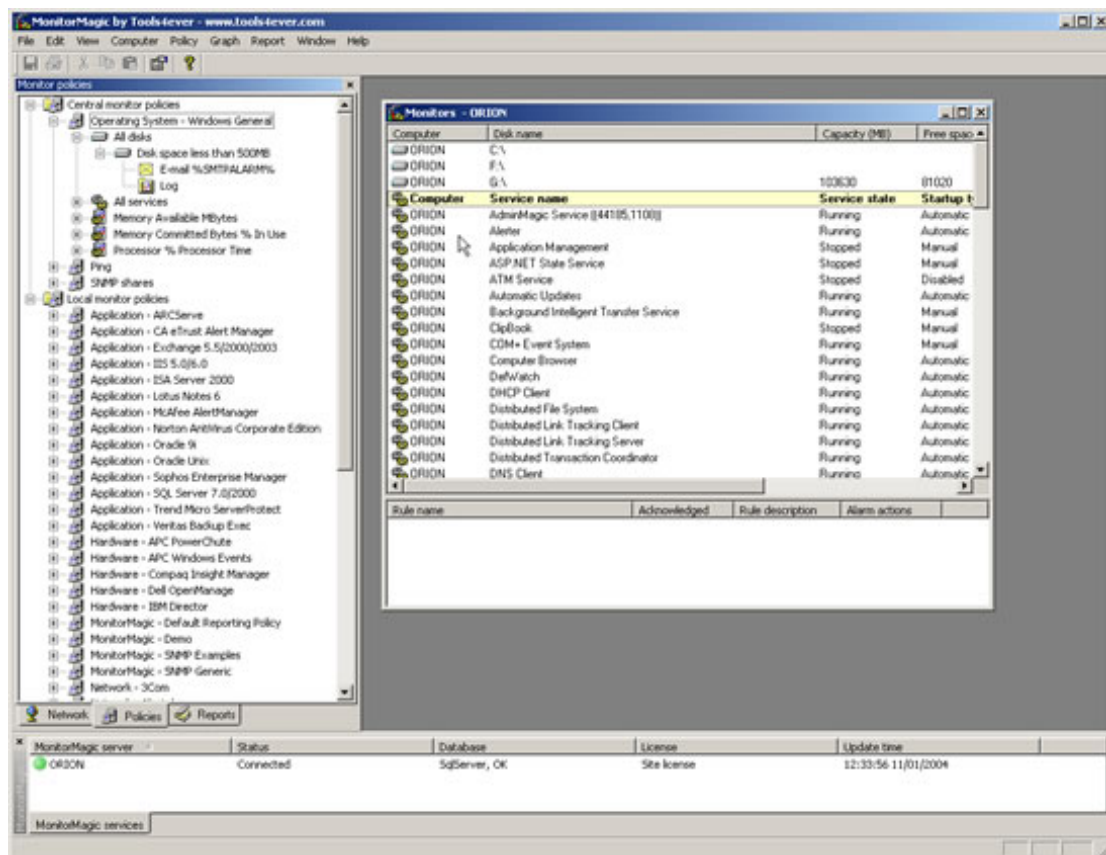 MonitorMagic by Tools4ever - www.tools4ever.com
File Edit View Computer Policy Graph Report Window Help
Monitor policies
Central monitor policies
Operating System - Windows General
All disks
Disk space less than 500MB
E-mail %SMTPALARM%
Log
All services
Memory Available MBytes
Memory Committed Bytes % In Use
Processor % Processor Time
Ping
SNMP shares
Local monitor policies
Application - ARCServe
Application - CA eTrust Alert Manager
Application - Exchange 5.5/2000/2003
Application - IIS 5.0/6.0
Application - ISA Server 2000
Application - Lotus Notes 6
Application - McAfee AlertManager
Application - Norton AntiVirus Corporate Edition
Application - Oracle 9i
Application - Oracle Unix
Application - Sophos Enterprise Manager
Application - SQL Server 7.0/2000
Application - Trend Micro ServerProtect
Application - Veritas Backup Exec
Hardware - APC PowerChute
Hardware - APC Windows Events
Hardware - Compaq Insight Manager
Hardware - Dell OpenManage
Hardware - IBM Director
MonitorMagic - Default Reporting Policy
MonitorMagic - Demo
MonitorMagic - SNMP Examples
MonitorMagic - SNMP Generic
Network - 3Com
Network Policies Reports
Monitors - ORION
Computer Disk name Capacity (MB) Free spac
ORION C:\
ORION F:\
ORION G:\ 103630 81020
Computer Service name Service state Startup t
ORION AdminMagic Service [[44185,1100]] Running Automatic
ORION Alerter Running Automatic
ORION Application Management Stopped Manual
ORION ASP.NET State Service Stopped Manual
ORION ATM Service Stopped Disabled
ORION Automatic Updates Running Automatic
ORION Background Intelligent Transfer Service Running Manual
ORION ClipBook Stopped Manual
ORION COM+ Event System Running Manual
ORION Computer Browser Running Automatic
ORION DefWatch Running Automatic
ORION DHCP Client Running Automatic
ORION Distributed File System Running Automatic
ORION Distributed Link Tracking Client Running Automatic
ORION Distributed Link Tracking Server Running Automatic
ORION Distributed Transaction Coordinator Running Automatic
ORION DNS Client Running Automatic
Rule name Acknowledged Rule description Alarm actions
MonitorMagic server Status Database License Update time
ORION Connected SqlServer, OK Site license 12:33:56 11/01/2004
MonitorMagic services